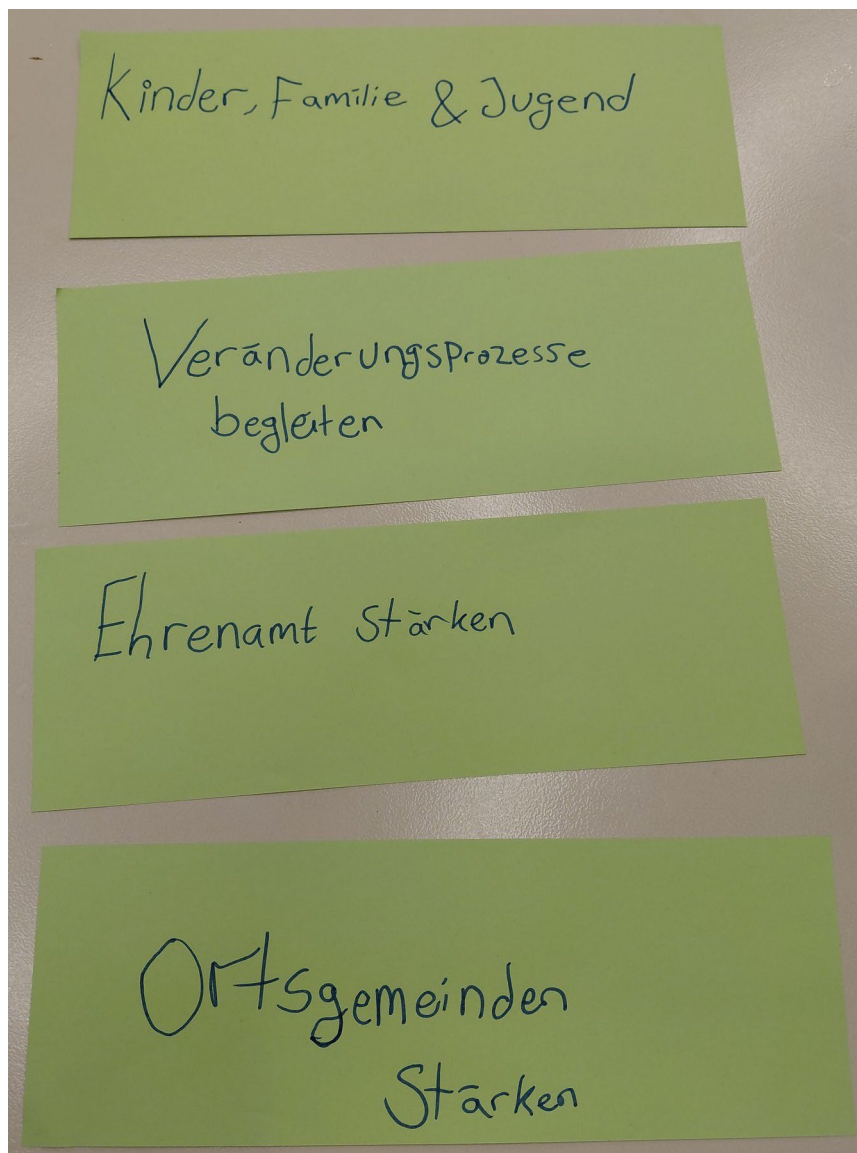 Kinder, Familie & Jugend
Veränderungsprozesse
begleiten
Ehrenamt stärken
Ortsgemeinden
Stärken